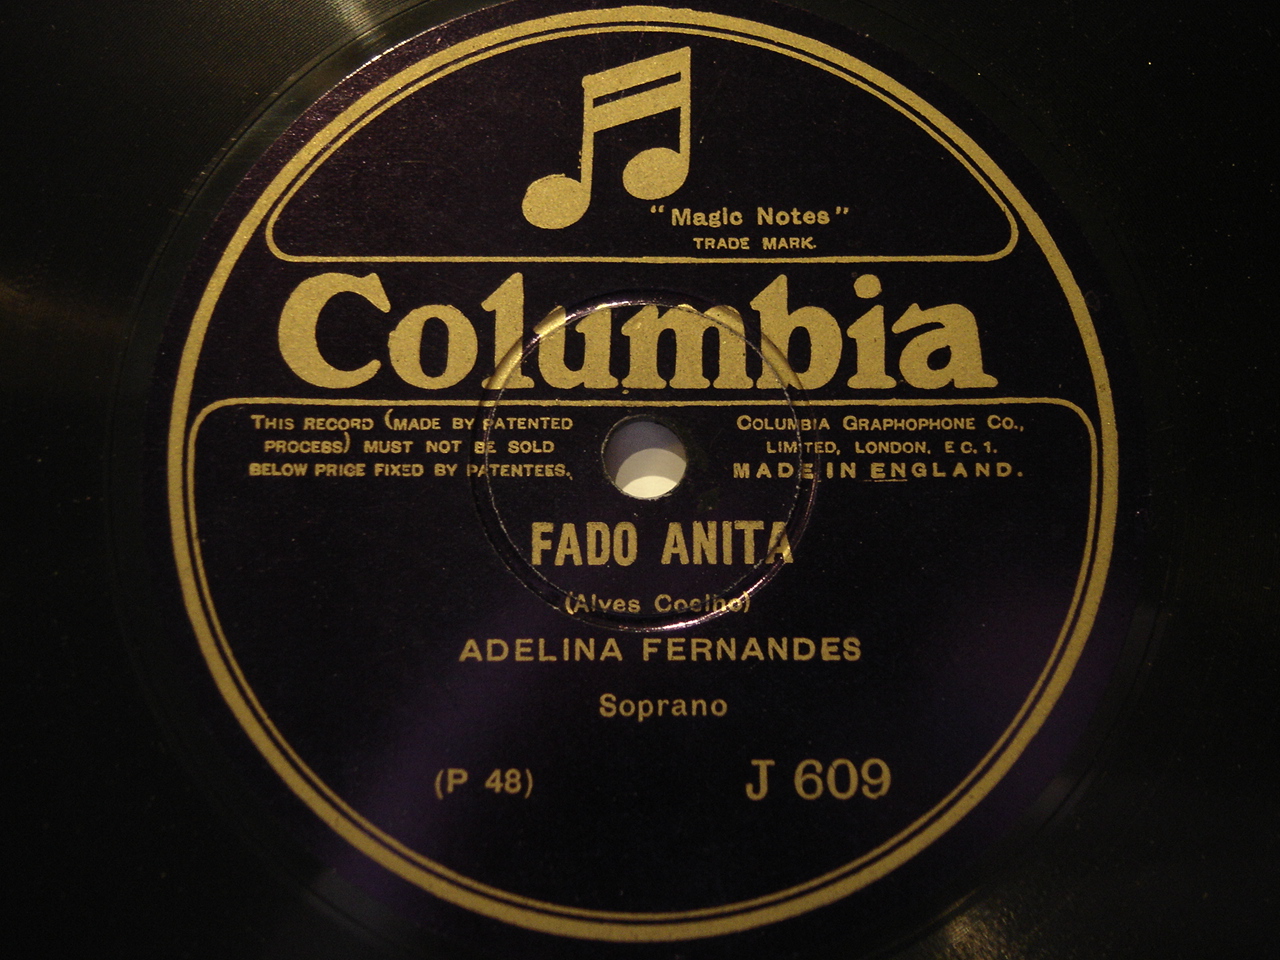 "Magic Notes"
TRADE MARK.
Columbia
THIS RECORD (MADE BY PATENTED
PROCESS) MUST NOT BE SOLD
BELOW PRICE FIXED BY PATENTEES.
COLUMBIA GRAPHOPHONE CO.,
LIMITED, LONDON, E C. 1.
MADE IN ENGLAND.
FADO ANITA
(Alves Coelho)
ADELINA FERNANDES
Soprano
(P 48)
J 609